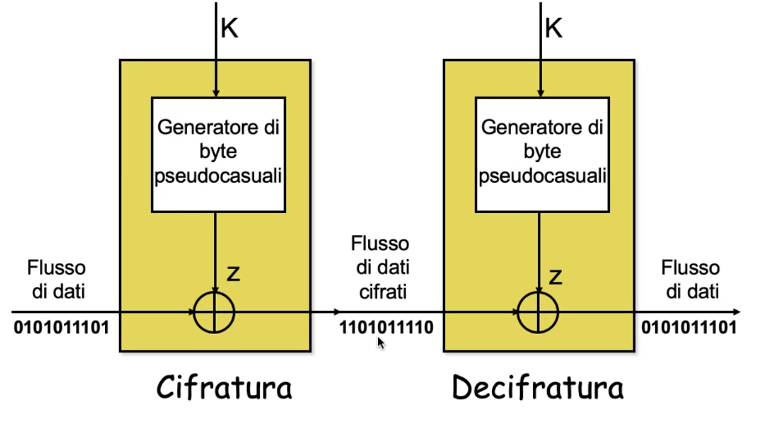 K
K
Generatore di
byte
pseudocasuali
Generatore di
byte
pseudocasuali
z
z
Flusso
di dati
0101011101
Flusso
di dati
cifrati
1101011110
Flusso
di dati
0101011101
Cifratura
Decifratura